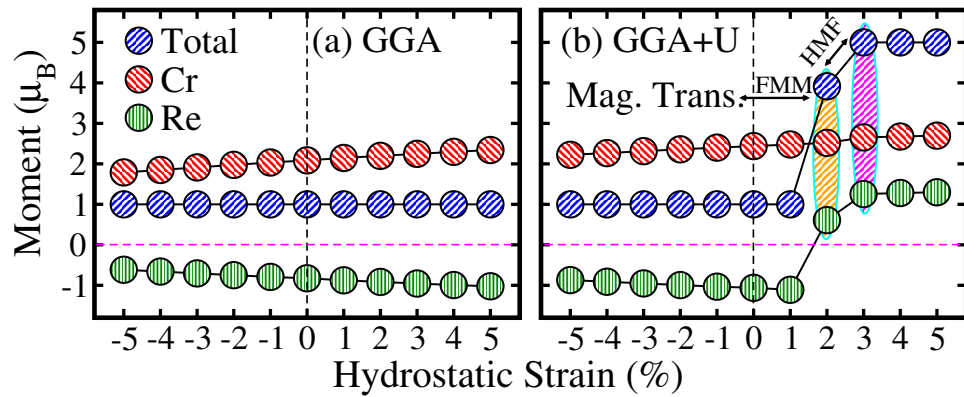 5
4
3
2
1
0
-1
Moment (μB)
Total
Cr
Re
(a) GGA
(b) GGA+U
HMF
FMM
Mag. Trans.
-5 -4 -3 -2 -1 0 1 2 3 4 5
-5 -4 -3 -2 -1 0 1 2 3 4 5
Hydrostatic Strain (%)